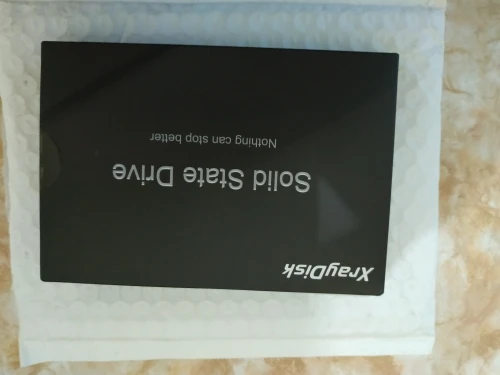 XrayDisk
Solid State Drive
Nothing can stop better